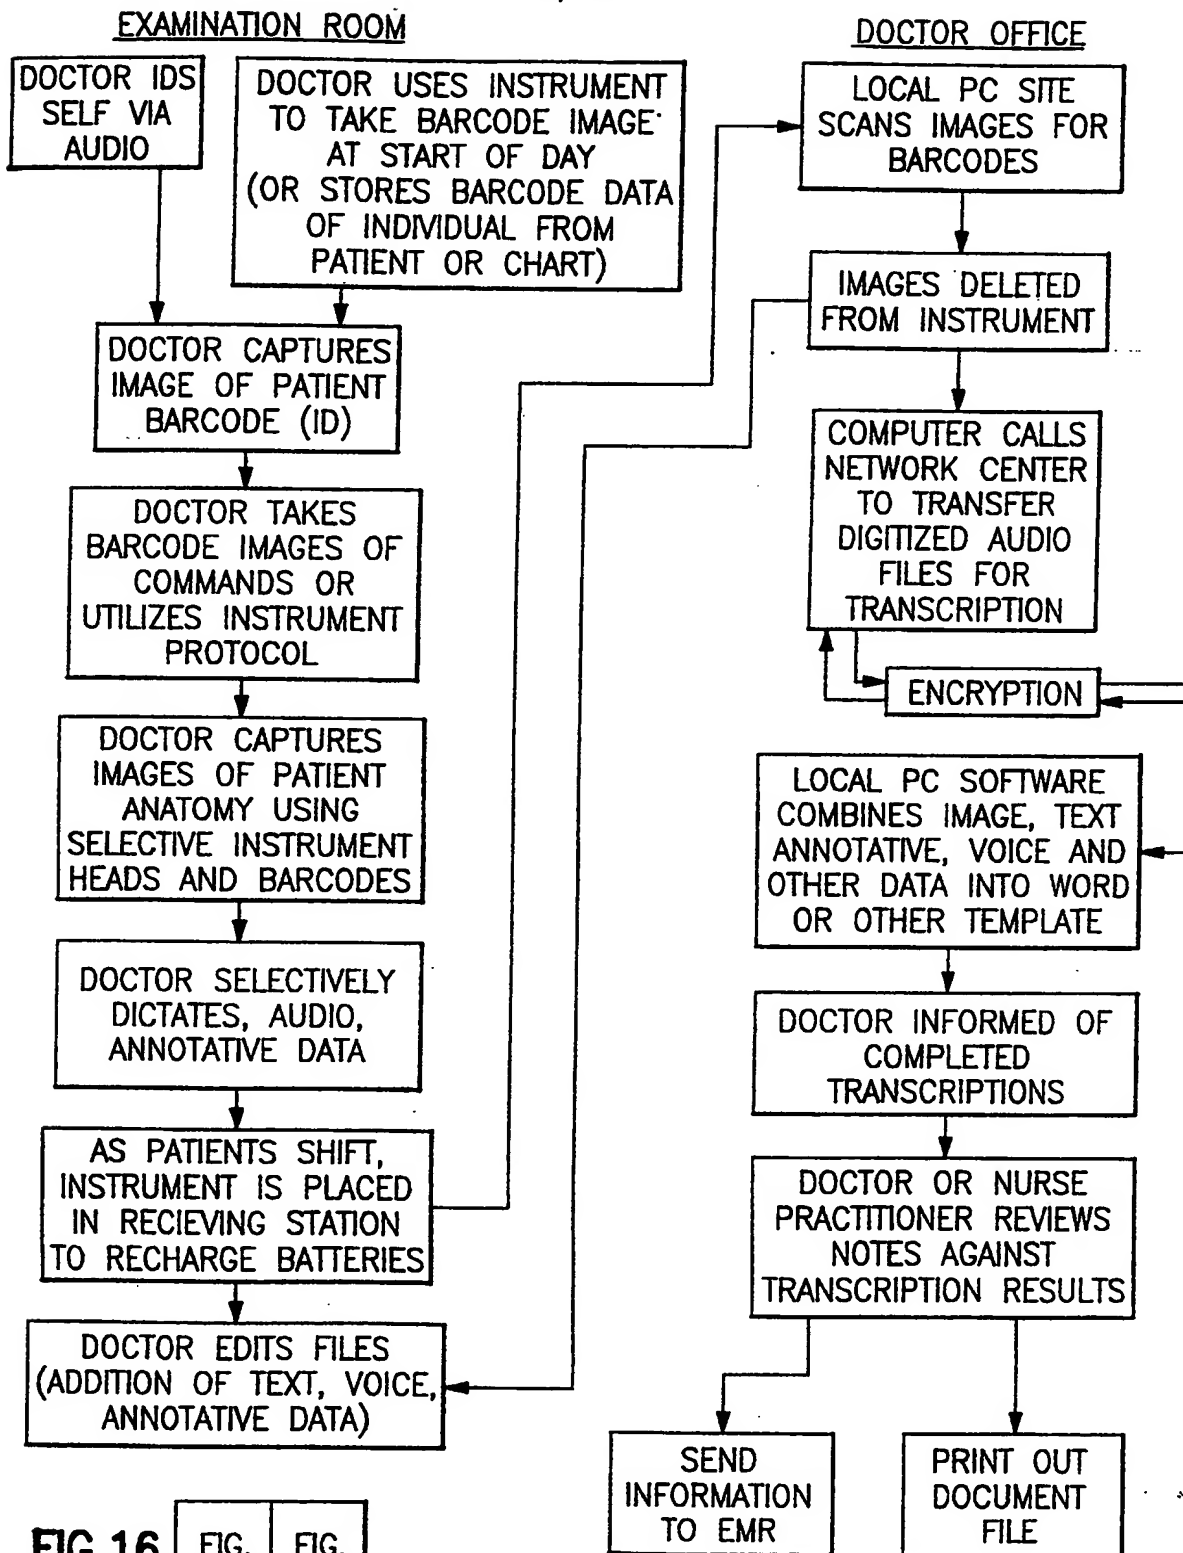 EXAMINATION ROOM
DOCTOR IDS
SELF VIA
AUDIO
DOCTOR USES INSTRUMENT
TO TAKE BARCODE IMAGE
AT START OF DAY
(OR STORES BARCODE DATA
OF INDIVIDUAL FROM
PATIENT OR CHART)
DOCTOR CAPTURES
IMAGE OF PATIENT
BARCODE (ID)
DOCTOR TAKES
BARCODE IMAGES OF
COMMANDS OR
UTILIZES INSTRUMENT
PROTOCOL
DOCTOR CAPTURES
IMAGES OF PATIENT
ANATOMY USING
SELECTIVE INSTRUMENT
HEADS AND BARCODES
DOCTOR SELECTIVELY
DICTATES, AUDIO,
ANNOTATIVE DATA
AS PATIENTS SHIFT,
INSTRUMENT IS PLACED
IN RECIEVING STATION
TO RECHARGE BATTERIES
DOCTOR EDITS FILES
(ADDITION OF TEXT, VOICE,
ANNOTATIVE DATA)
DOCTOR OFFICE
LOCAL PC SITE
SCANS IMAGES FOR
BARCODES
IMAGES DELETED
FROM INSTRUMENT
COMPUTER CALLS
NETWORK CENTER
TO TRANSFER
DIGITIZED AUDIO
FILES FOR
TRANSCRIPTION
ENCRYPTION
LOCAL PC SOFTWARE
COMBINES IMAGE, TEXT
ANNOTATIVE, VOICE AND
OTHER DATA INTO WORD
OR OTHER TEMPLATE
DOCTOR INFORMED OF
COMPLETED
TRANSCRIPTIONS
DOCTOR OR NURSE
PRACTITIONER REVIEWS
NOTES AGAINST
TRANSCRIPTION RESULTS
SEND
INFORMATION
TO EMR
PRINT OUT
DOCUMENT
FILE
FIG.16
FIG.
FIG.